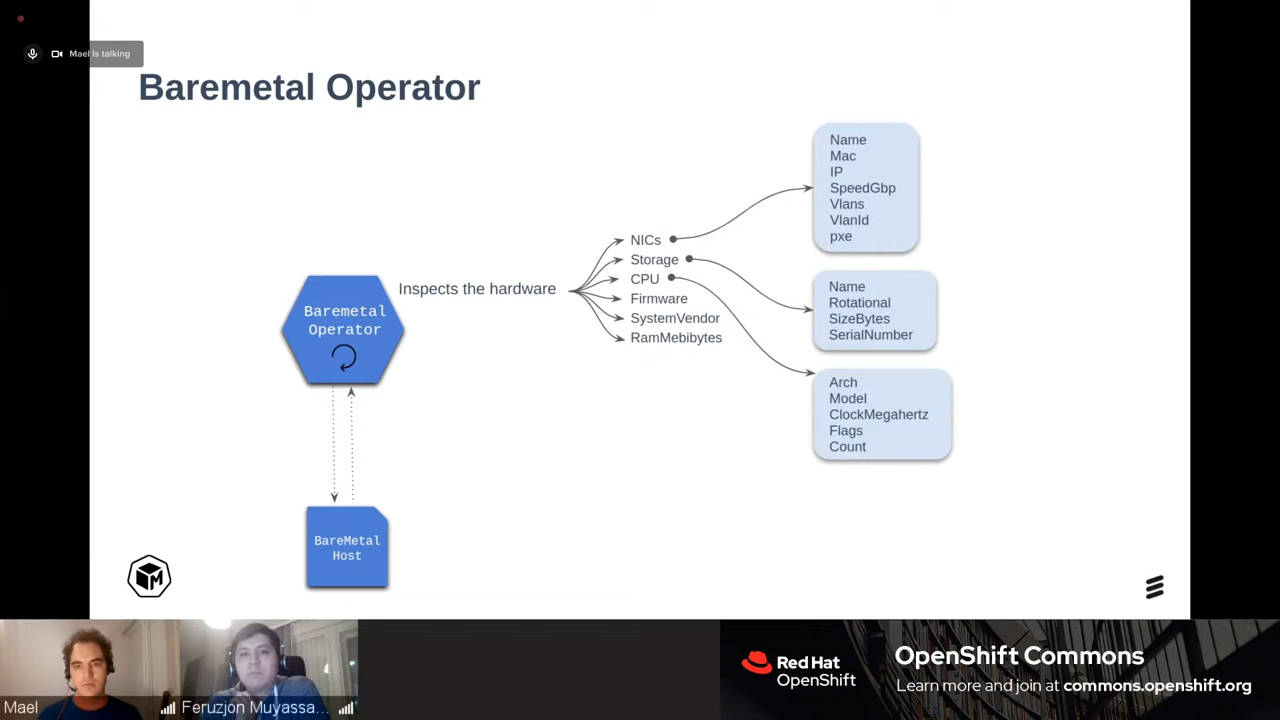 Mael is talking
Baremetal Operator
Name
Mac
IP
SpeedGbp
Vlans
VlanId
pxe
NICs
Storage
CPU
Firmware
SystemVendor
RamMebibytes
Inspects the hardware
Name
Rotational
SizeBytes
SerialNumber
Baremetal
Operator
Arch
Model
ClockMegahertz
Flags
Count
BareMetal
Host
M
Mael
Feruzjon Muyassa...
Red Hat
OpenShift
OpenShift Commons
Learn more and join at commons.openshift.org